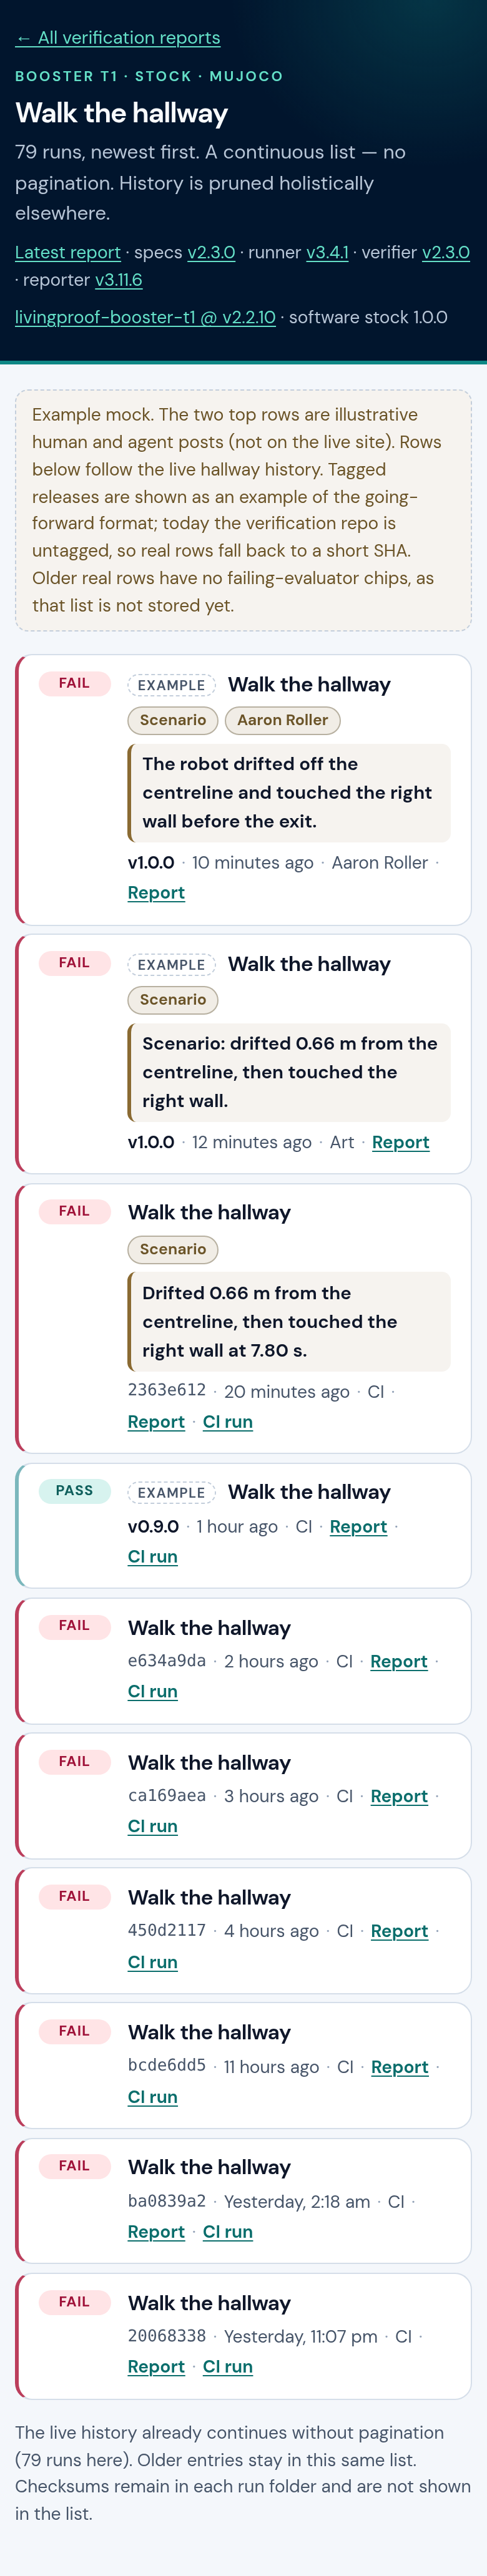 ← All verification reports
BOOSTER T1 · STOCK · MUJOCO
Walk the hallway
79 runs, newest first. A continuous list — no
pagination. History is pruned holistically
elsewhere.
Latest report · specs v2.3.0 · runner v3.4.1 · verifier v2.3.0
· reporter v3.11.6
livingproof-booster-t1 @ v2.2.10 · software stock 1.0.0
Example mock. The two top rows are illustrative
human and agent posts (not on the live site). Rows
below follow the live hallway history. Tagged
releases are shown as an example of the going-
forward format; today the verification repo is
untagged, so real rows fall back to a short SHA.
Older real rows have no failing-evaluator chips, as
that list is not stored yet.
FAIL EXAMPLE Walk the hallway
Scenario Aaron Roller
The robot drifted off the
centreline and touched the right
wall before the exit.
v1.0.0 · 10 minutes ago · Aaron Roller ·
Report
FAIL EXAMPLE Walk the hallway
Scenario
Scenario: drifted 0.66 m from the
centreline, then touched the
right wall.
v1.0.0 · 12 minutes ago · Art · Report
FAIL Walk the hallway
Scenario
Drifted 0.66 m from the
centreline, then touched the
right wall at 7.80 s.
2363e612 · 20 minutes ago · CI ·
Report · CI run
PASS EXAMPLE Walk the hallway
v0.9.0 · 1 hour ago · CI · Report ·
CI run
FAIL Walk the hallway
e634a9da · 2 hours ago · CI · Report ·
CI run
FAIL Walk the hallway
ca169aea · 3 hours ago · CI · Report ·
CI run
FAIL Walk the hallway
450d2117 · 4 hours ago · CI · Report ·
CI run
FAIL Walk the hallway
bcde6dd5 · 11 hours ago · CI · Report ·
CI run
FAIL Walk the hallway
ba0839a2 · Yesterday, 2:18 am · CI ·
Report · CI run
FAIL Walk the hallway
20068338 · Yesterday, 11:07 pm · CI ·
Report · CI run
The live history already continues without pagination
(79 runs here). Older entries stay in this same list.
Checksums remain in each run folder and are not shown
in the list.